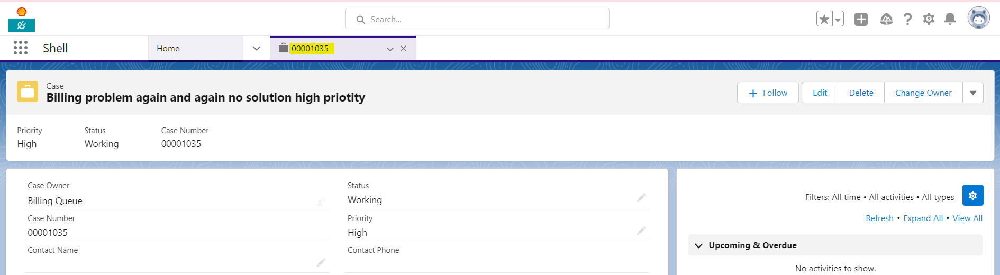 Search...
Shell
Home
00001035
Case
Billing problem again and again no solution high priotity
Follow
Edit
Delete
Change Owner
Priority
Status
Case Number
High
Working
00001035
Case Owner
Billing Queue
Status
Working
Case Number
00001035
Priority
High
Contact Name
Contact Phone
Filters: All time • All activities • All types
Refresh • Expand All • View All
Upcoming & Overdue
No activities to show.